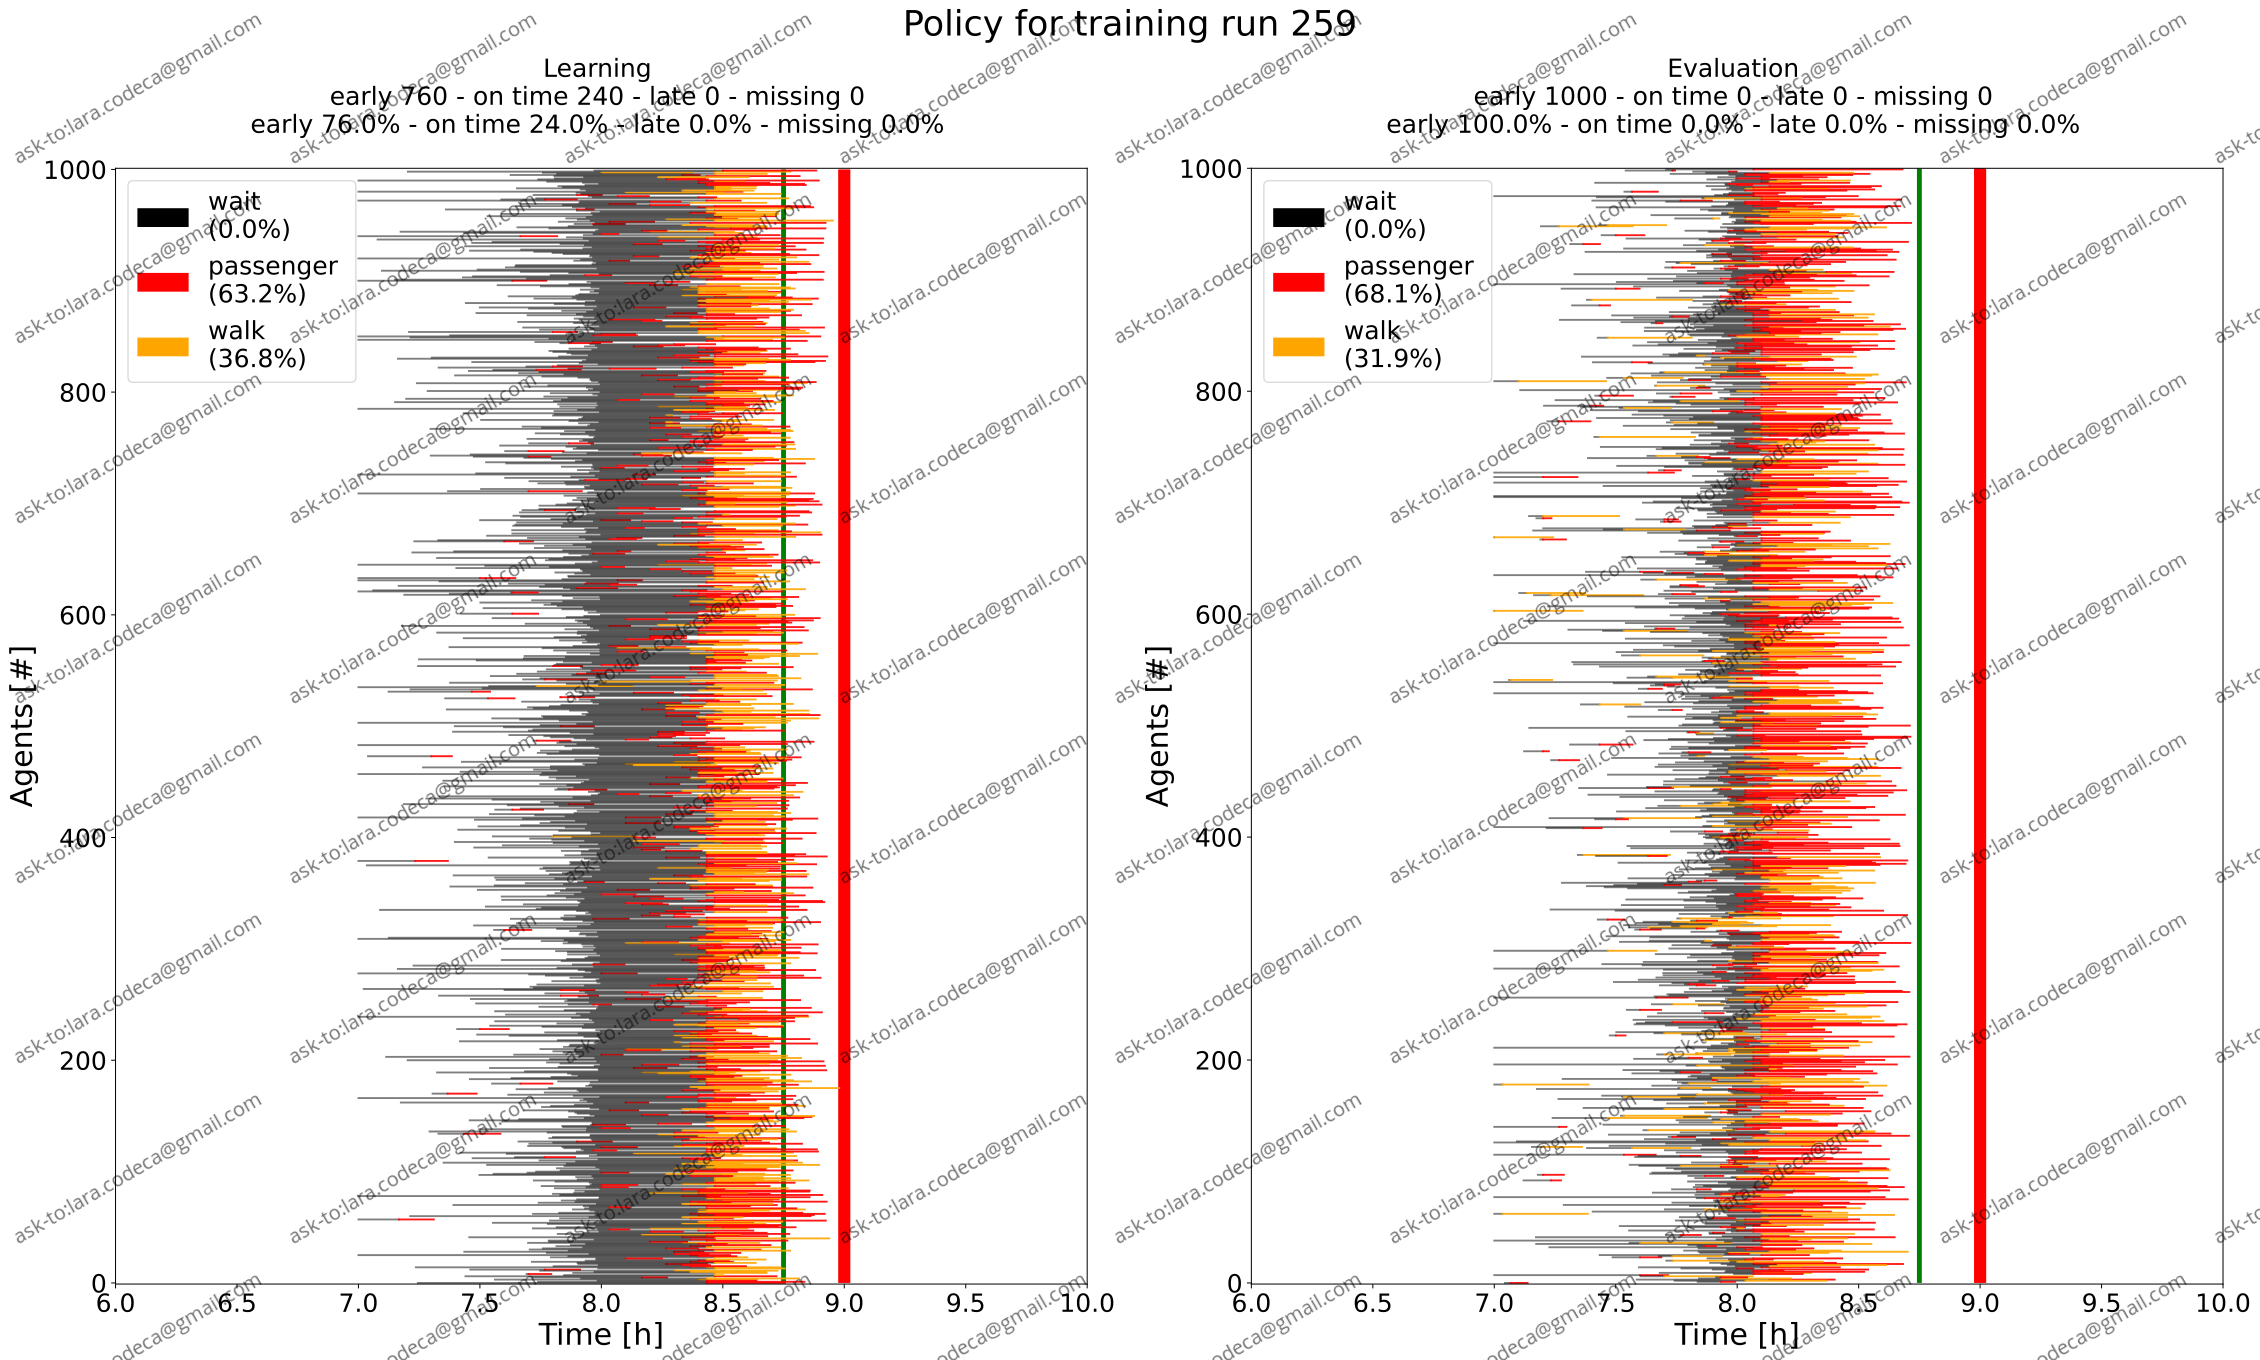 Policy for training run 259
Learning
early 760 - on time 240 - late 0 - missing 0
early 76.0% - on time 24.0% - late 0.0% - missing 0.0%
wait
(0.0%)
passenger
(63.2%)
walk
(36.8%)
Agents [#]
1000
800
600
400
200
0
6.0 6.5 7.0 7.5 8.0 8.5 9.0 9.5 10.0
Time [h]
Evaluation
early 1000 - on time 0 - late 0 - missing 0
early 100.0% - on time 0.0% - late 0.0% - missing 0.0%
wait
(0.0%)
passenger
(68.1%)
walk
(31.9%)
Agents [#]
1000
800
600
400
200
0
6.0 6.5 7.0 7.5 8.0 8.5 9.0 9.5 10.0
Time [h]
ask-to:lara.codeca@gmail.com